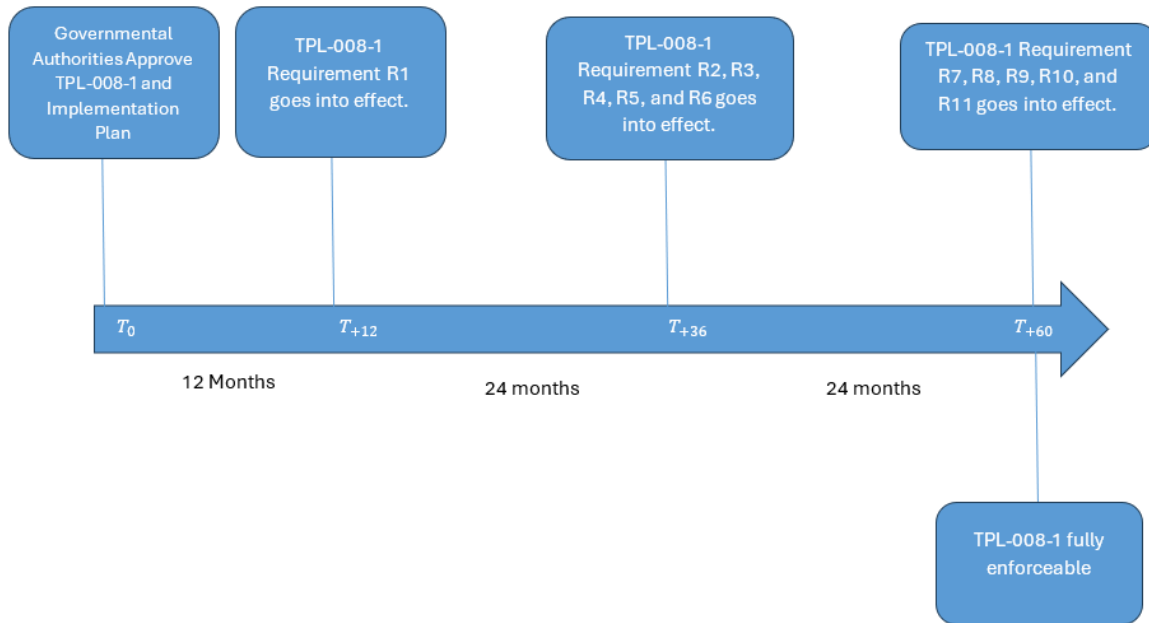 Governmental
Authorities Approve
TPL-008-1 and
Implementation
Plan
TPL-008-1
Requirement R1
goes into effect.
TPL-008-1
Requirement R2, R3,
R4, R5, and R6 goes
into effect.
TPL-008-1 Requirement
R7, R8, R9, R10, and
R11 goes into effect.
T0
T+12
T+36
T+60
12 Months
24 months
24 months
TPL-008-1 fully
enforceable